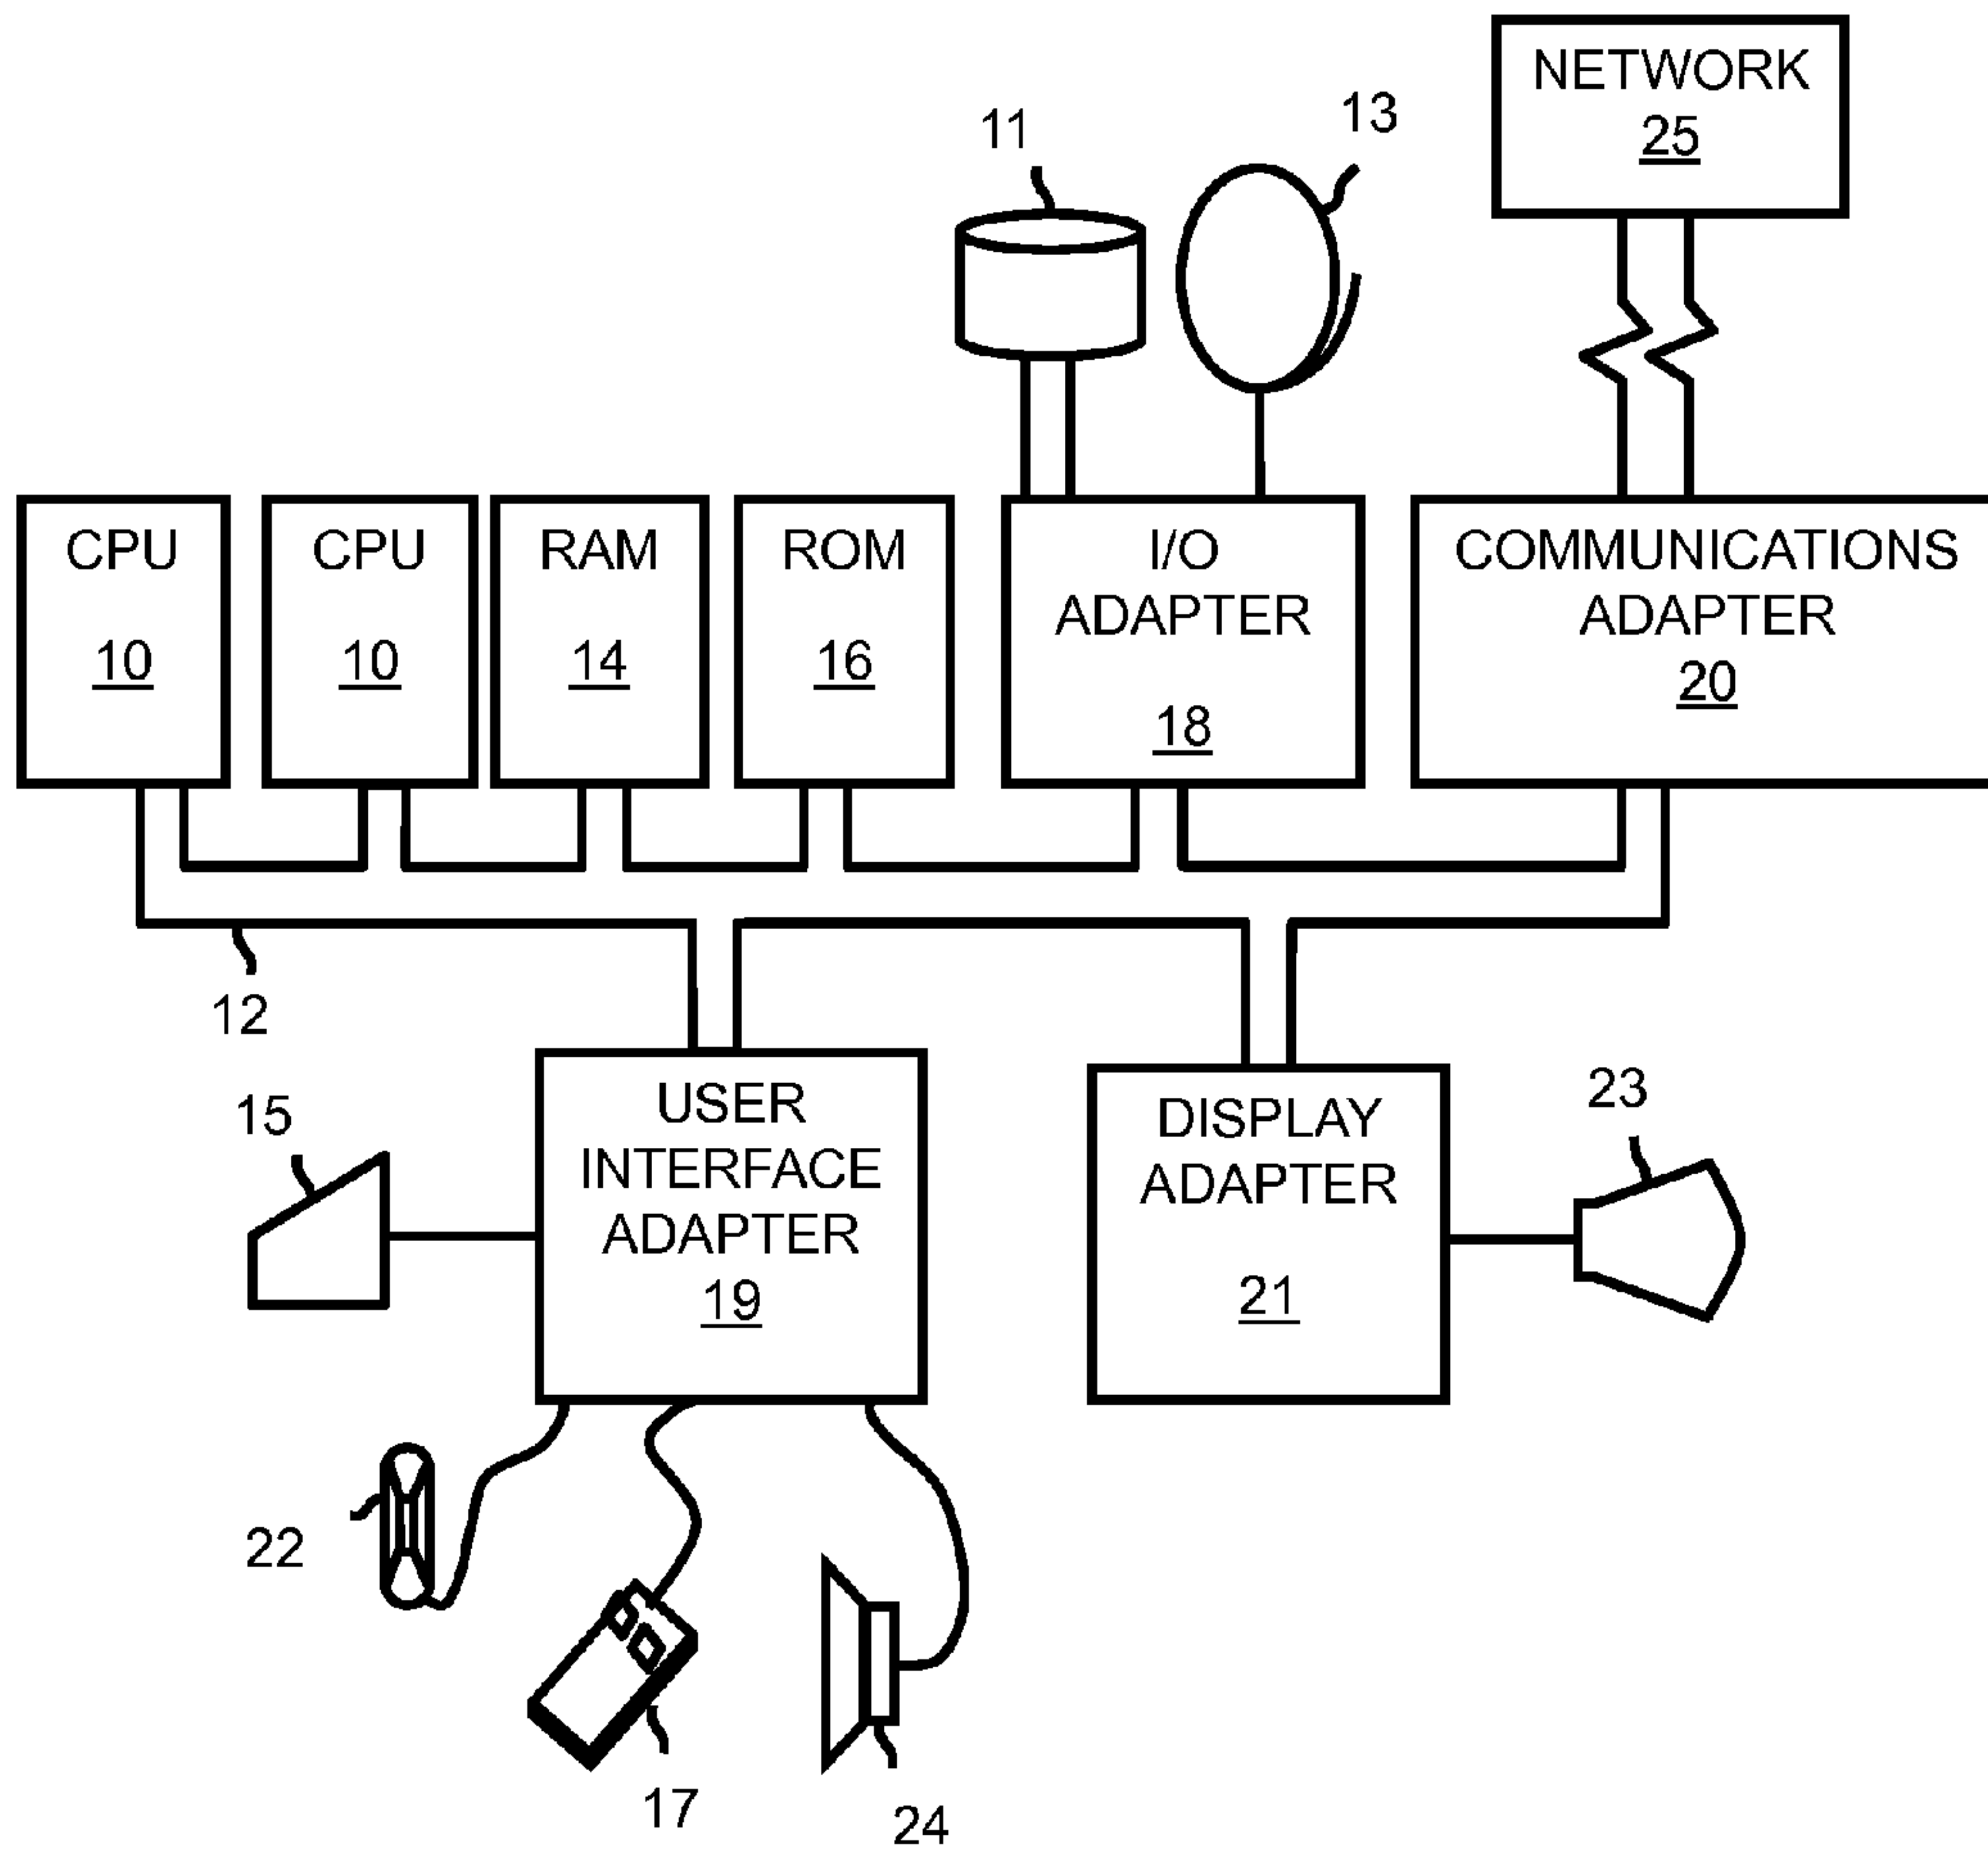 NETWORK
25
11
13
CPU
10
CPU
10
RAM
14
ROM
16
I/O
ADAPTER
18
COMMUNICATIONS
ADAPTER
20
12
15
USER
INTERFACE
ADAPTER
19
DISPLAY
ADAPTER
21
23
22
17
24